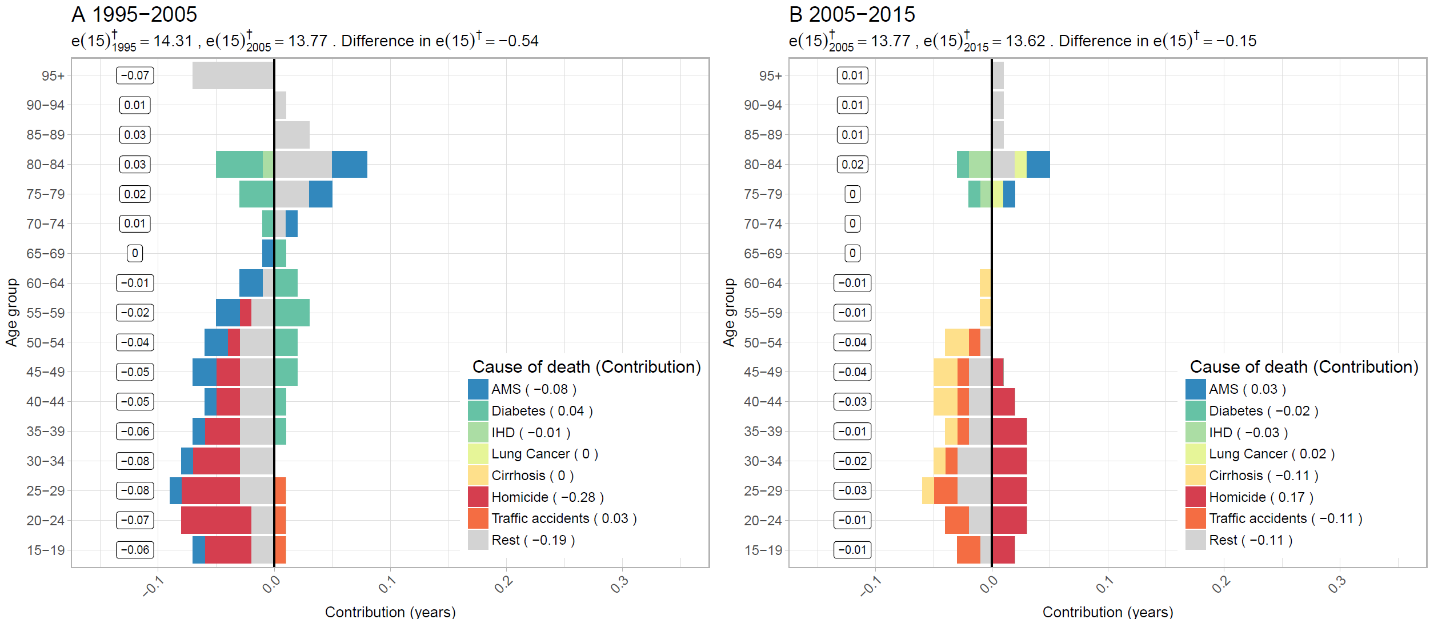 A 1995−2005
e(15)†1995 = 14.31 , e(15)†2005 = 13.77 . Difference in e(15)† = −0.54
Age group
95+ −0.07
90−94 0.01
85−89 0.03
80−84 0.03
75−79 0.02
70−74 0.01
65−69 0
60−64 −0.01
55−59 −0.02
50−54 −0.04
45−49 −0.05
40−44 −0.05
35−39 −0.06
30−34 −0.08
25−29 −0.08
20−24 −0.07
15−19 −0.06
Cause of death (Contribution)
AMS ( −0.08 )
Diabetes ( 0.04 )
IHD ( −0.01 )
Lung Cancer ( 0 )
Cirrhosis ( 0 )
Homicide ( −0.28 )
Traffic accidents ( 0.03 )
Rest ( −0.19 )
−0.1 0.0 0.1 0.2 0.3
Contribution (years)
B 2005−2015
e(15)†2005 = 13.77 , e(15)†2015 = 13.62 . Difference in e(15)† = −0.15
Age group
95+ 0.01
90−94 0.01
85−89 0.01
80−84 0.02
75−79 0
70−74 0
65−69 0
60−64 −0.01
55−59 −0.01
50−54 −0.04
45−49 −0.04
40−44 −0.03
35−39 −0.01
30−34 −0.02
25−29 −0.03
20−24 −0.01
15−19 −0.01
Cause of death (Contribution)
AMS ( 0.03 )
Diabetes ( −0.02 )
IHD ( −0.03 )
Lung Cancer ( 0.02 )
Cirrhosis ( −0.11 )
Homicide ( 0.17 )
Traffic accidents ( −0.11 )
Rest ( −0.11 )
−0.1 0.0 0.1 0.2 0.3
Contribution (years)